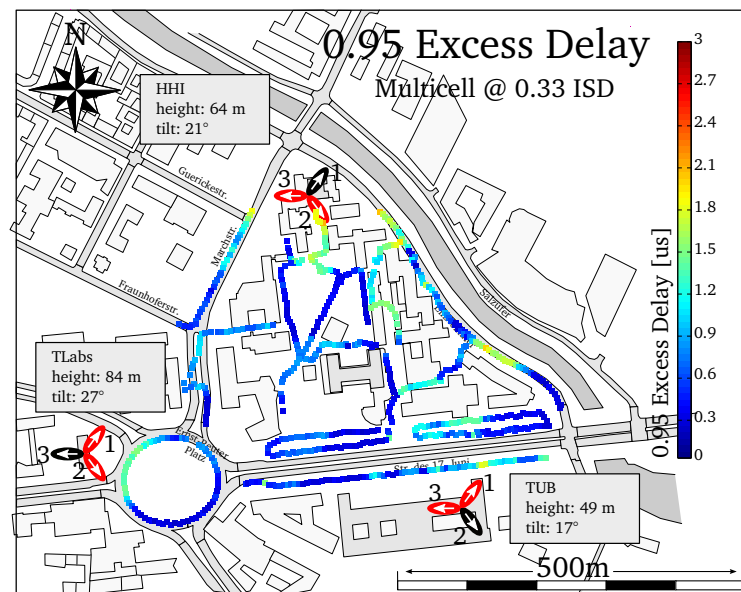 0.95 Excess Delay
Multicell @ 0.33 ISD
N
HHI
height: 64 m
tilt: 21°
3
1
2
Guerickestr.
Marchstr.
Fraunhoferstr.
Salzufer
TLabs
height: 84 m
tilt: 27°
3
1
2
Ernst-Reuter
Platz
Str. des 17. Juni
3
1
2
TUB
height: 49 m
tilt: 17°
500m
3
2.7
2.4
2.1
1.8
1.5
1.2
0.9
0.6
0.3
0
0.95 Excess Delay [us]